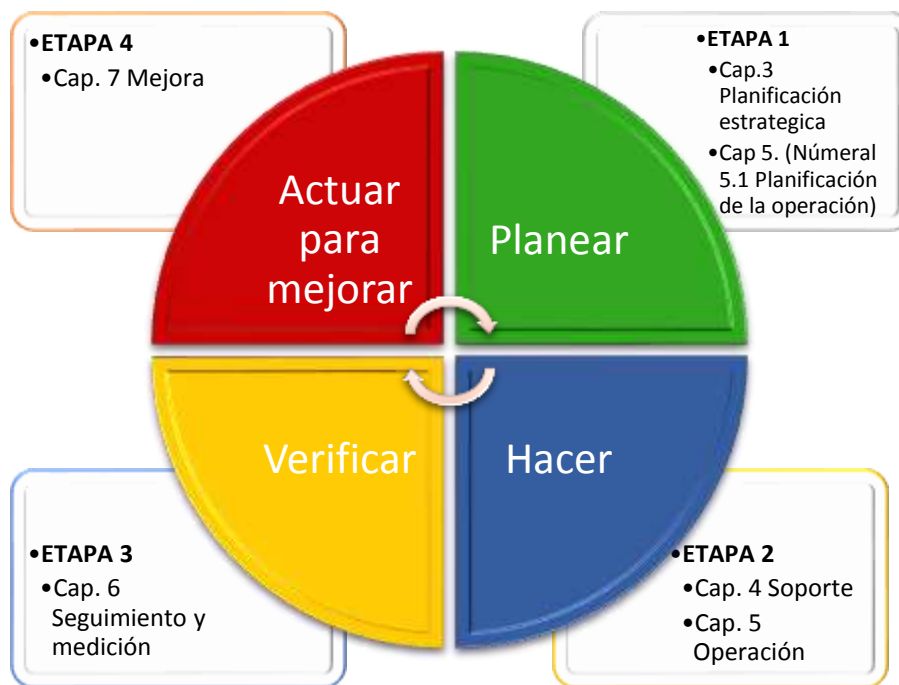 •ETAPA 4
•Cap. 7 Mejora
•ETAPA 1
•Cap.3
Planificación
estrategica
•Cap 5. (Númeral
5.1 Planificación
de la operación)
Actuar
para
mejorar
Planear
Verificar
Hacer
•ETAPA 3
•Cap. 6
Seguimiento y
medición
•ETAPA 2
•Cap. 4 Soporte
•Cap. 5
Operación